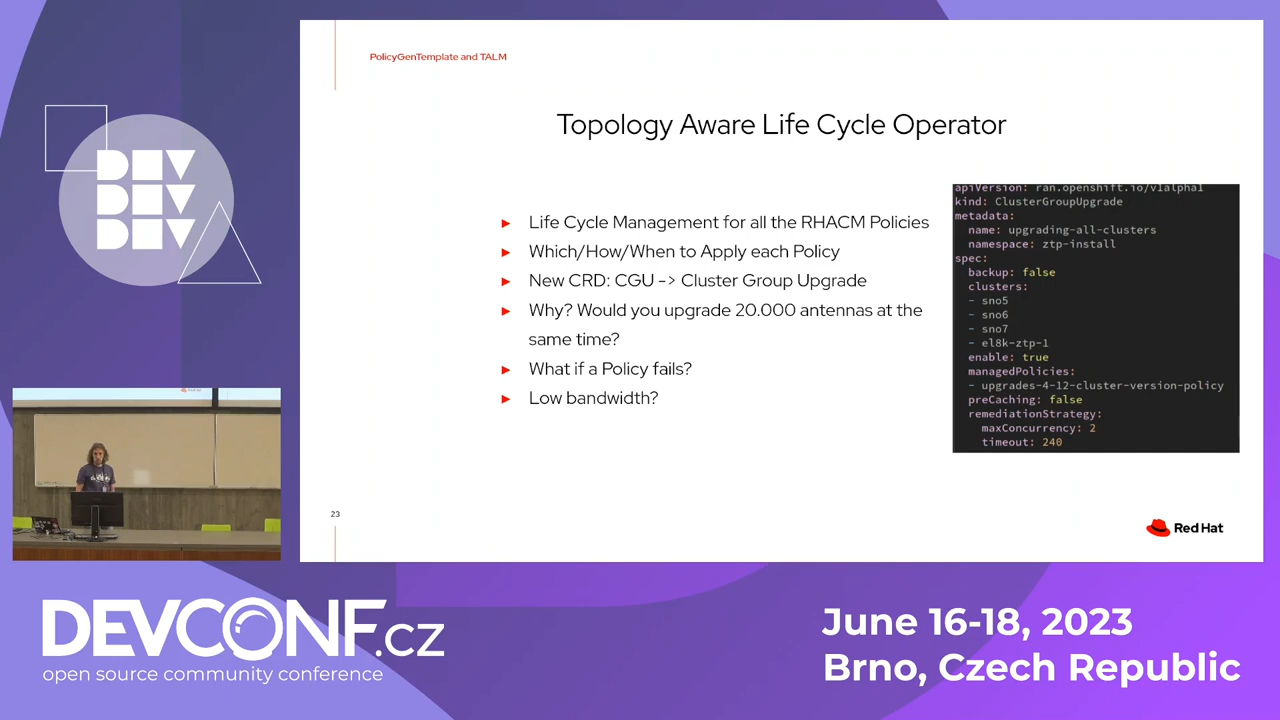 DEV
DEV
DEV
PolicyGenTemplate and TALM
Topology Aware Life Cycle Operator
► Life Cycle Management for all the RHACM Policies
► Which/How/When to Apply each Policy
► New CRD: CGU -> Cluster Group Upgrade
► Why? Would you upgrade 20.000 antennas at the
same time?
► What if a Policy fails?
► Low bandwidth?
apiVersion: ran.openshift.io/v1alpha1
kind: ClusterGroupUpgrade
metadata:
  name: upgrading-all-clusters
  namespace: ztp-install
spec:
  backup: false
  clusters:
  - sno5
  - sno6
  - sno7
  - el8k-ztp-1
  enable: true
  managedPolicies:
  - upgrades-4-12-cluster-version-policy
  preCaching: false
  remediationStrategy:
    maxConcurrency: 2
    timeout: 240
23
Red Hat
DEVCONF.cz
open source community conference
June 16-18, 2023
Brno, Czech Republic